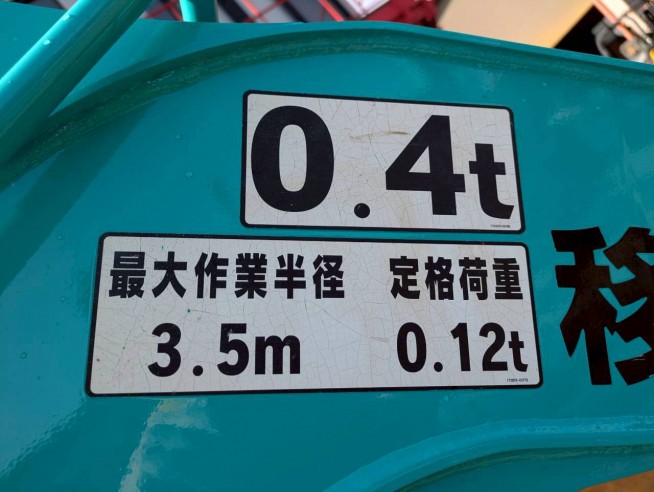 0.4t
最大作業半径 定格荷重
3.5m 0.12t
移